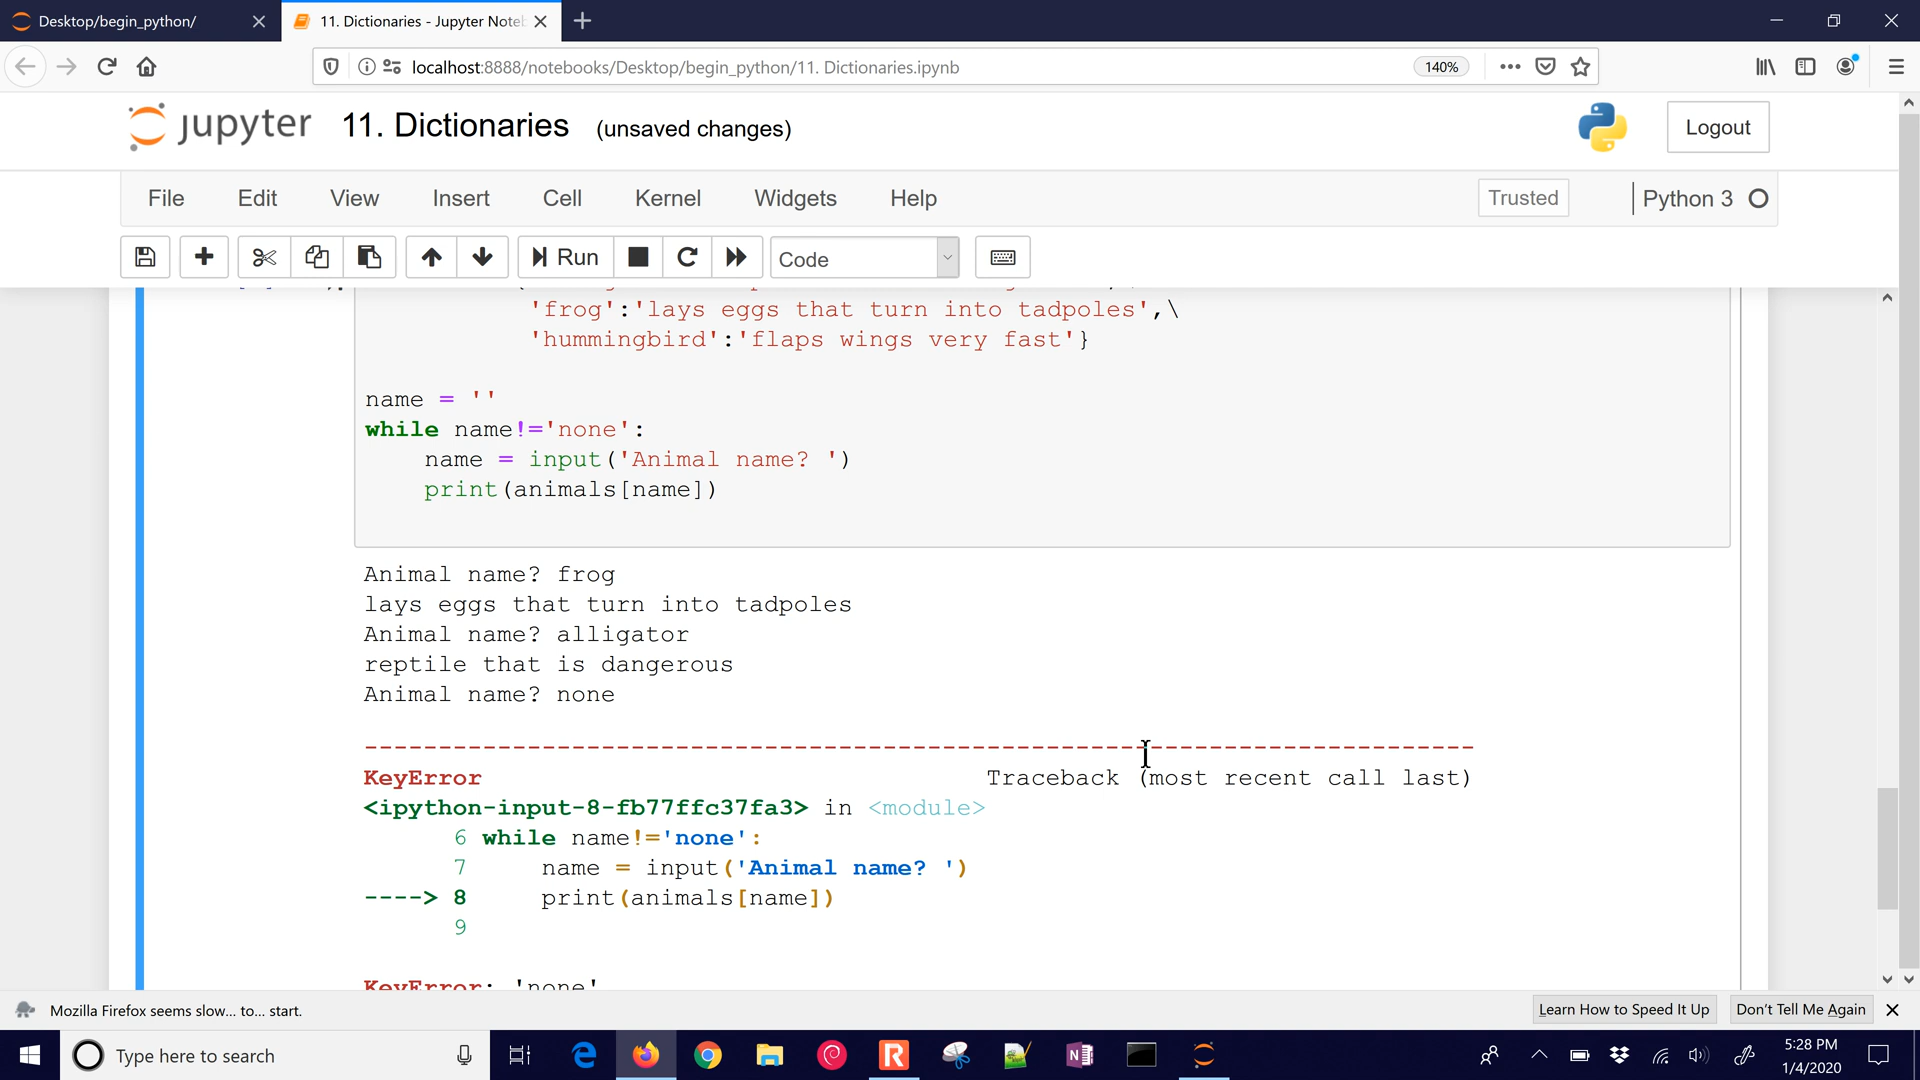 Desktop/begin_python/
11. Dictionaries - Jupyter Note
localhost:8888/notebooks/Desktop/begin_python/11. Dictionaries.ipynb
140%
jupyter 11. Dictionaries (unsaved changes)
Logout
File Edit View Insert Cell Kernel Widgets Help
Trusted
Python 3
Run
Code
'frog':'lays eggs that turn into tadpoles',\
'hummingbird':'flaps wings very fast'}
name = ''
while name!='none':
name = input('Animal name? ')
print(animals[name])
Animal name? frog
lays eggs that turn into tadpoles
Animal name? alligator
reptile that is dangerous
Animal name? none
---------------------------------------------------------------------------
KeyError Traceback (most recent call last)
<ipython-input-8-fb77ffc37fa3> in <module>
6 while name!='none':
7 name = input('Animal name? ')
----> 8 print(animals[name])
9
KeyError: 'none'
Mozilla Firefox seems slow... to... start.
Learn How to Speed It Up
Don't Tell Me Again
Type here to search
5:28 PM
1/4/2020